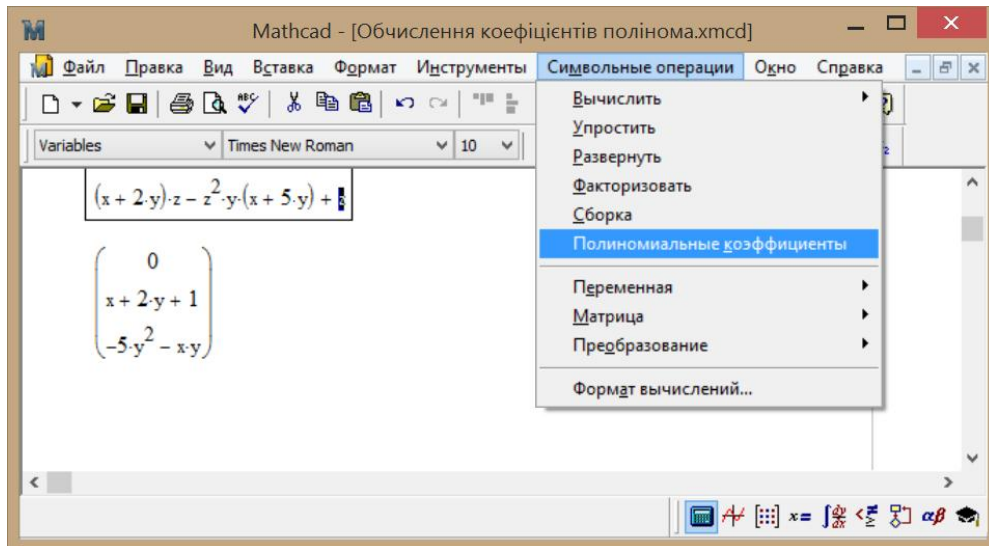 Mathcad - [Обчислення коефіцієнтів полінома.xmcd]
Файл Правка Вид Вставка Формат Инструменты Символьные операции Окно Справка
Variables Times New Roman 10
Вычислить
Упростить
Развернуть
Факторизовать
Сборка
Полиномиальные коэффициенты
Переменная
Матрица
Преобразование
Формат вычислений...
(x + 2·y)·z − z²·y·(x + 5·y) + z
0
x + 2·y + 1
−5·y² − x·y
x= αβ